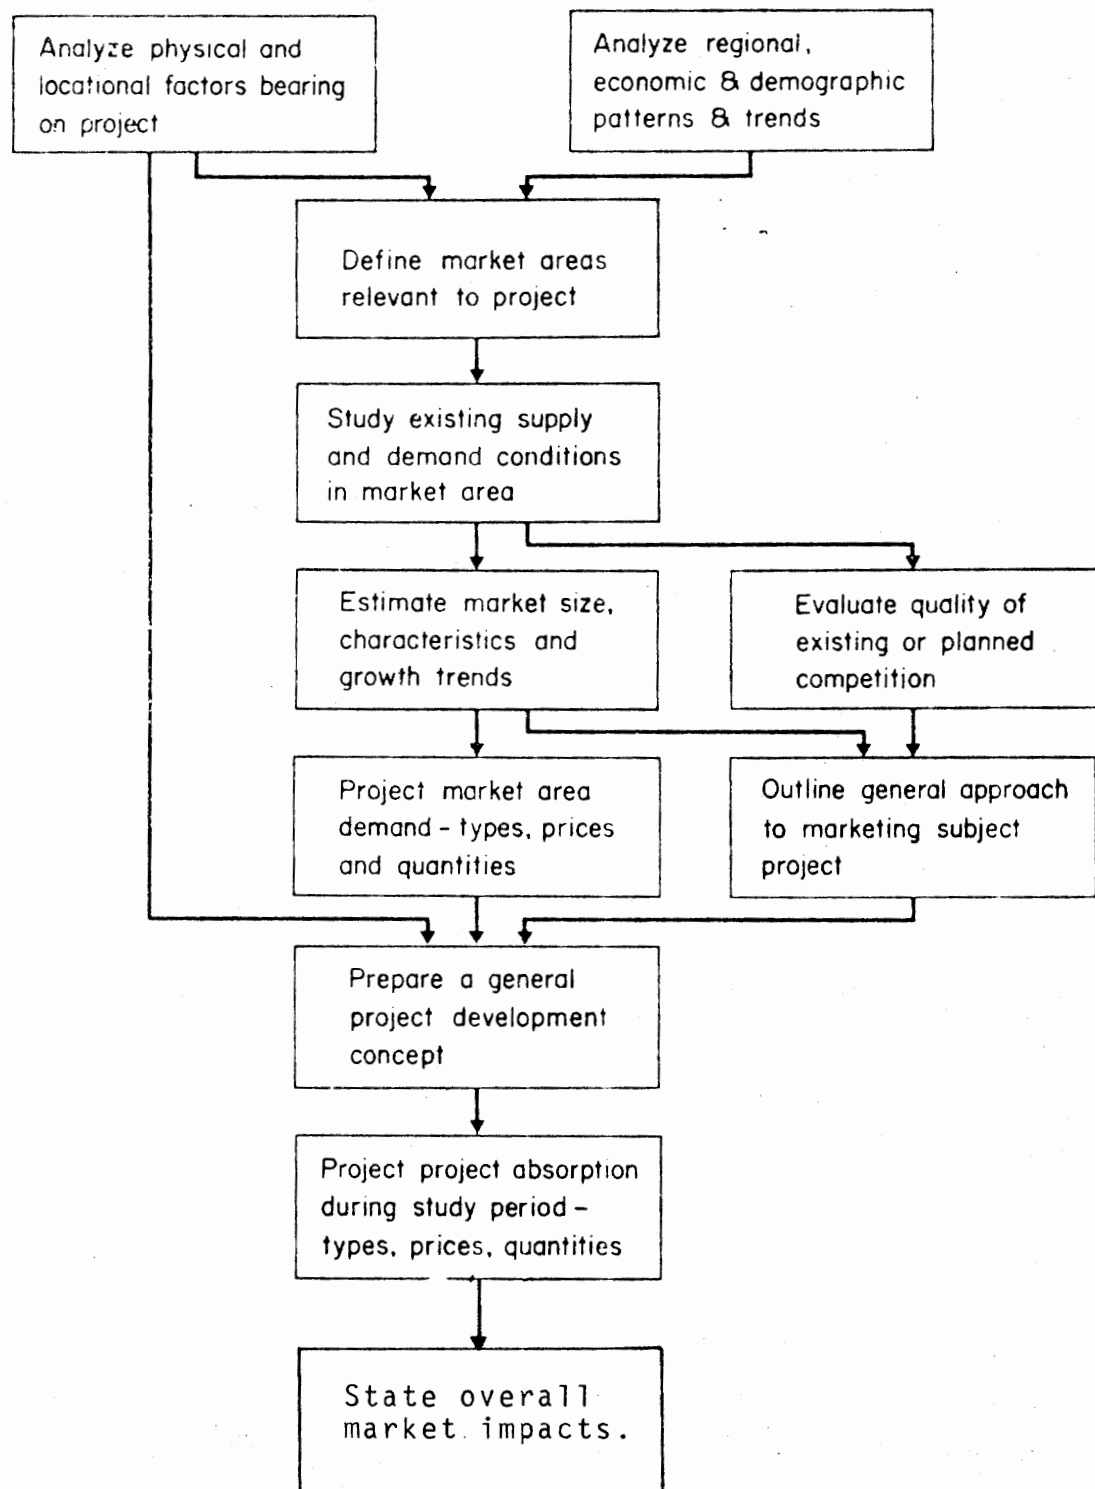 Analyze physical and
locational factors bearing
on project
Analyze regional,
economic & demographic
patterns & trends
Define market areas
relevant to project
Study existing supply
and demand conditions
in market area
Estimate market size,
characteristics and
growth trends
Evaluate quality of
existing or planned
competition
Project market area
demand - types, prices
and quantities
Outline general approach
to marketing subject
project
Prepare a general
project development
concept
Project project absorption
during study period -
types, prices, quantities
State overall
market impacts.